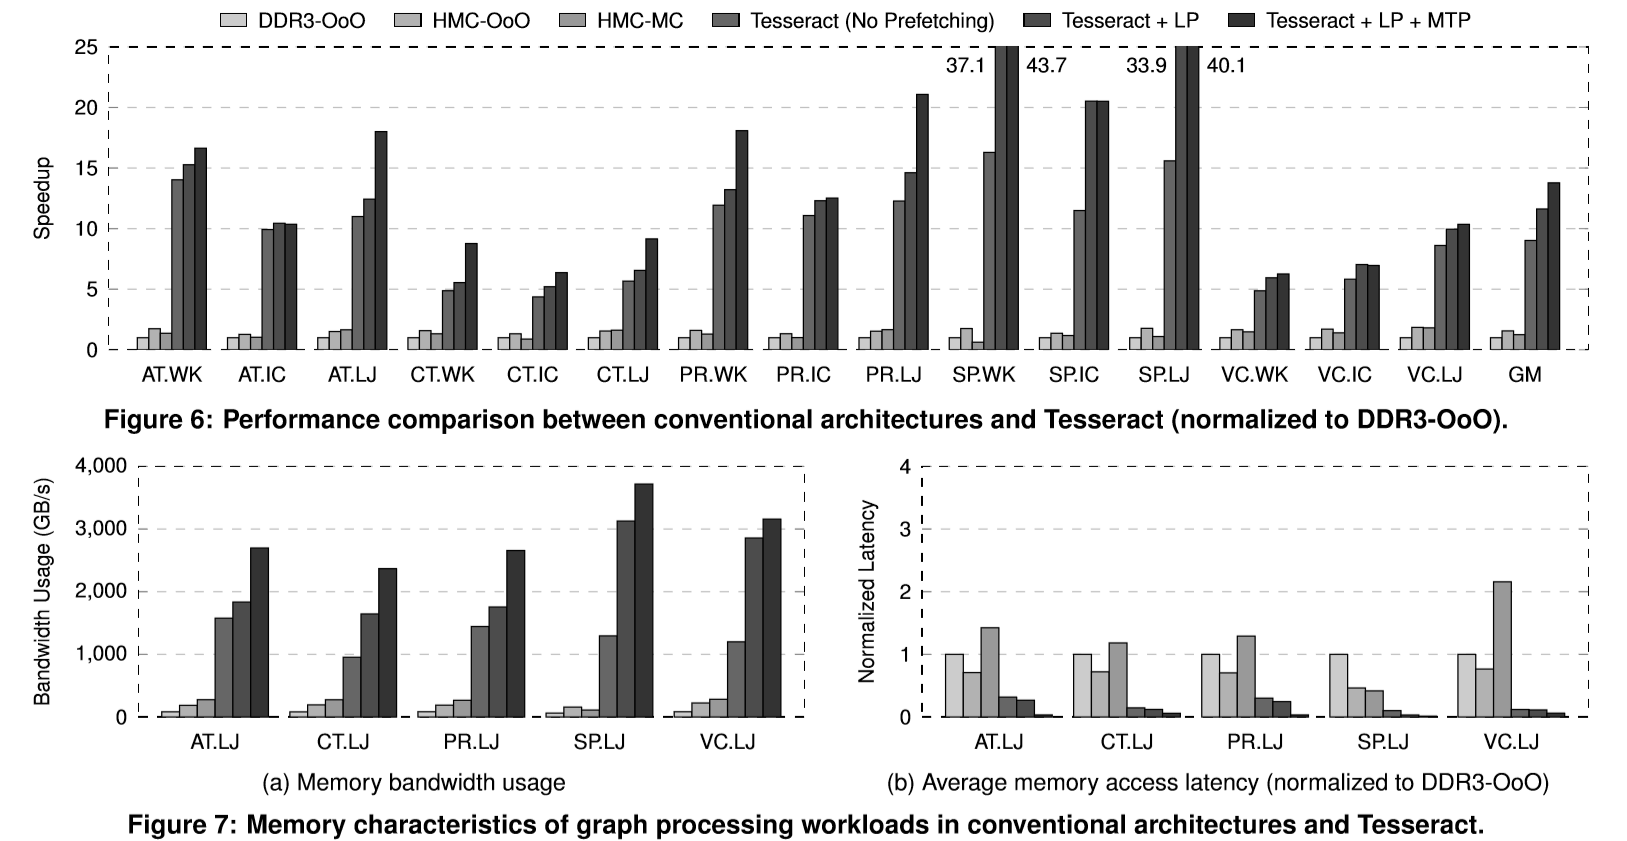 DDR3-OoO HMC-OoO HMC-MC Tesseract (No Prefetching) Tesseract + LP Tesseract + LP + MTP
25
20
15
10
5
0
Speedup
37.1 43.7 33.9 40.1
AT.WK AT.IC AT.LJ CT.WK CT.IC CT.LJ PR.WK PR.IC PR.LJ SP.WK SP.IC SP.LJ VC.WK VC.IC VC.LJ GM
Figure 6: Performance comparison between conventional architectures and Tesseract (normalized to DDR3-OoO).
4,000
3,000
2,000
1,000
0
Bandwidth Usage (GB/s)
AT.LJ CT.LJ PR.LJ SP.LJ VC.LJ
(a) Memory bandwidth usage
4
3
2
1
0
Normalized Latency
AT.LJ CT.LJ PR.LJ SP.LJ VC.LJ
(b) Average memory access latency (normalized to DDR3-OoO)
Figure 7: Memory characteristics of graph processing workloads in conventional architectures and Tesseract.